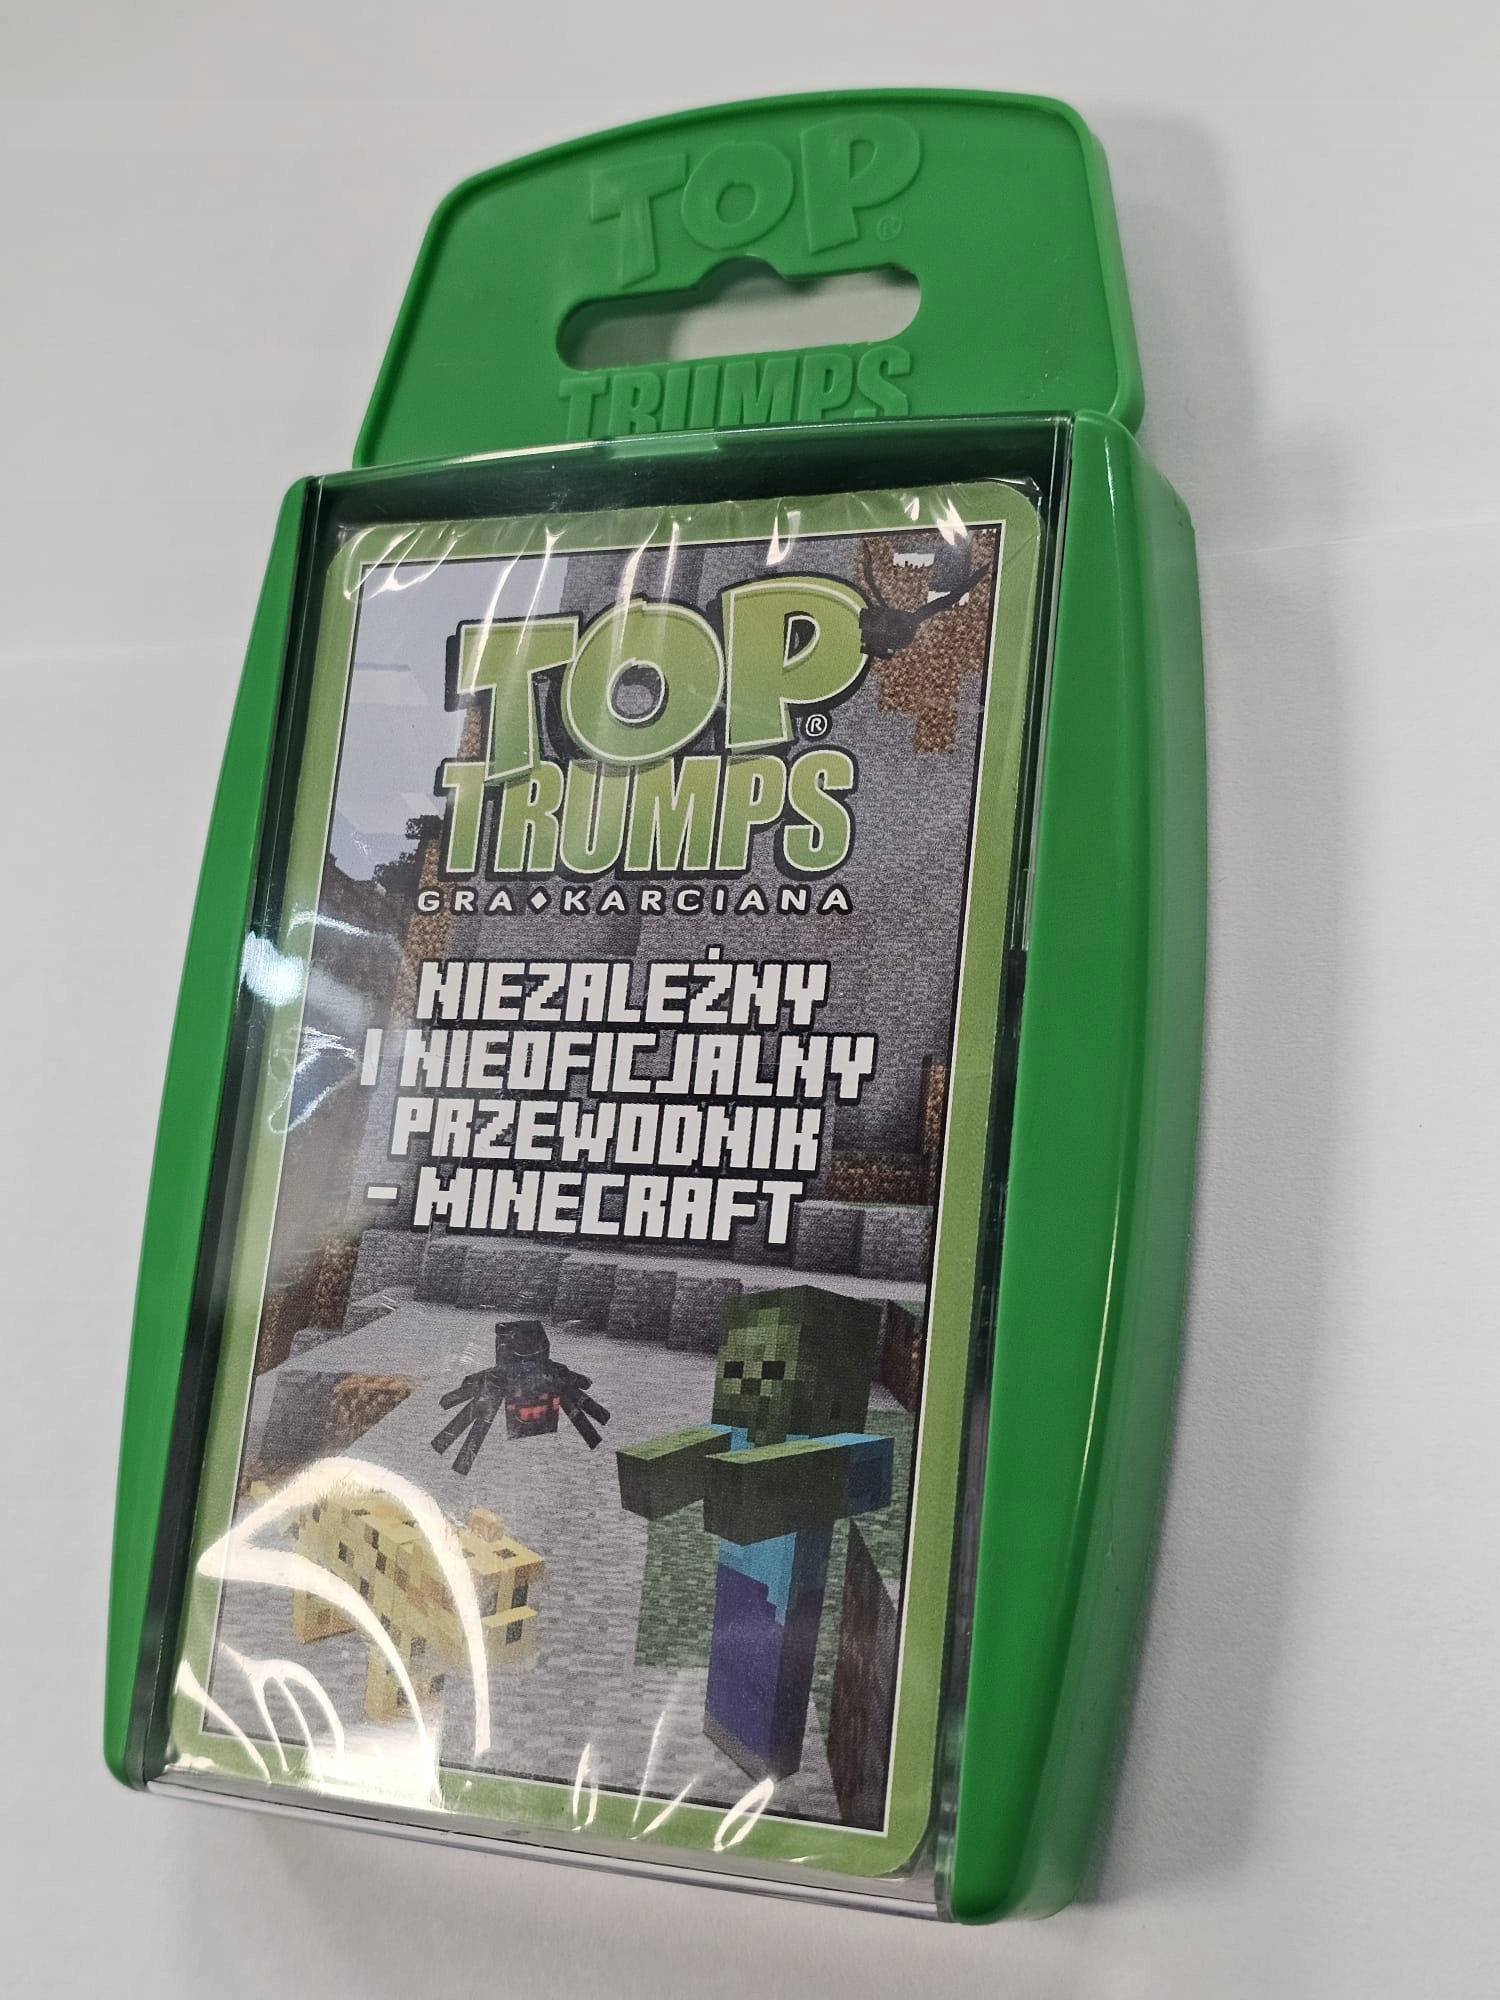 TOP®
TRUMPS
TOP®
TRUMPS
GRA♦KARCIANA
NIEZALEŻNY
I NIEOFICJALNY
PRZEWODNIK
- MINECRAFT